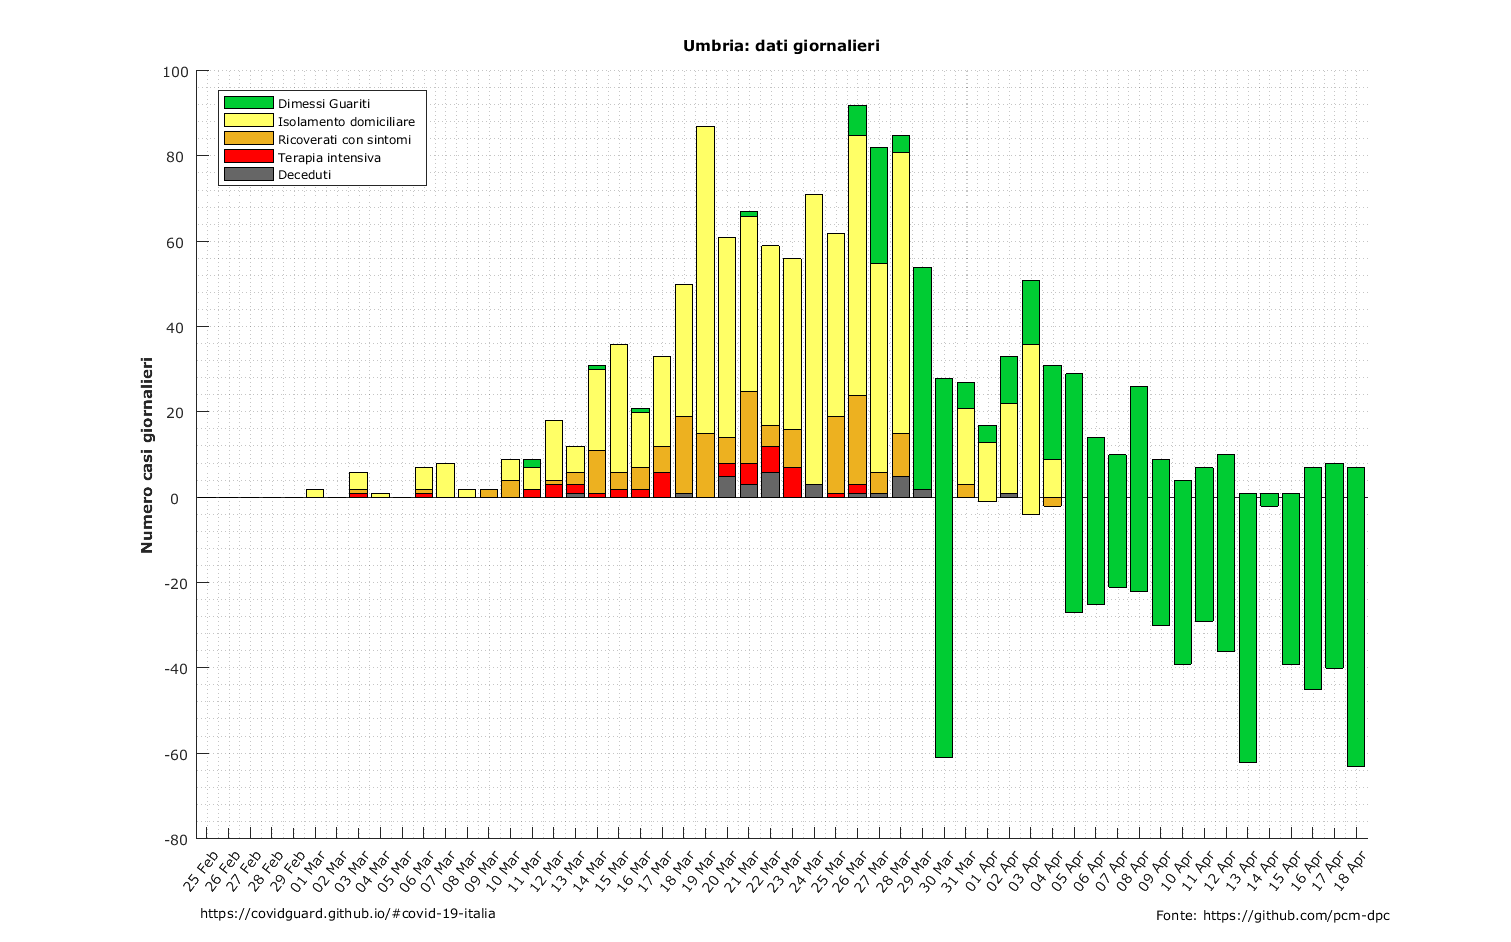 Umbria: dati giornalieri
100
80
60
40
20
0
-20
-40
-60
-80
Numero casi giornalieri
Dimessi Guariti
Isolamento domiciliare
Ricoverati con sintomi
Terapia intensiva
Deceduti
25 Feb
26 Feb
27 Feb
28 Feb
29 Feb
01 Mar
02 Mar
03 Mar
04 Mar
05 Mar
06 Mar
07 Mar
08 Mar
09 Mar
10 Mar
11 Mar
12 Mar
13 Mar
14 Mar
15 Mar
16 Mar
17 Mar
18 Mar
19 Mar
20 Mar
21 Mar
22 Mar
23 Mar
24 Mar
25 Mar
26 Mar
27 Mar
28 Mar
29 Mar
30 Mar
31 Mar
01 Apr
02 Apr
03 Apr
04 Apr
05 Apr
06 Apr
07 Apr
08 Apr
09 Apr
10 Apr
11 Apr
12 Apr
13 Apr
14 Apr
15 Apr
16 Apr
17 Apr
18 Apr
https://covidguard.github.io/#covid-19-italia
Fonte: https://github.com/pcm-dpc